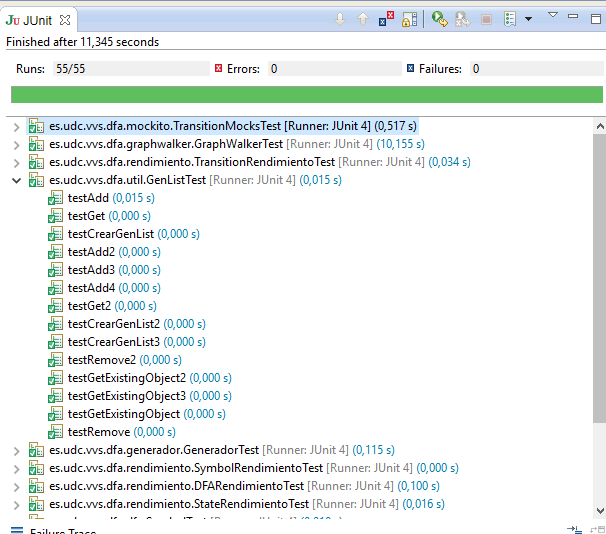 JU JUnit
Finished after 11,345 seconds
Runs: 55/55 Errors: 0 Failures: 0
es.udc.vvs.dfa.mockito.TransitionMocksTest [Runner: JUnit 4] (0,517 s)
es.udc.vvs.dfa.graphwalker.GraphWalkerTest [Runner: JUnit 4] (10,155 s)
es.udc.vvs.dfa.rendimiento.TransitionRendimientoTest [Runner: JUnit 4] (0,034 s)
es.udc.vvs.dfa.util.GenListTest [Runner: JUnit 4] (0,015 s)
testAdd (0,015 s)
testGet (0,000 s)
testCrearGenList (0,000 s)
testAdd2 (0,000 s)
testAdd3 (0,000 s)
testAdd4 (0,000 s)
testGet2 (0,000 s)
testCrearGenList2 (0,000 s)
testCrearGenList3 (0,000 s)
testRemove2 (0,000 s)
testGetExistingObject2 (0,000 s)
testGetExistingObject3 (0,000 s)
testGetExistingObject (0,000 s)
testRemove (0,000 s)
es.udc.vvs.dfa.generador.GeneradorTest [Runner: JUnit 4] (0,115 s)
es.udc.vvs.dfa.rendimiento.SymbolRendimientoTest [Runner: JUnit 4] (0,000 s)
es.udc.vvs.dfa.rendimiento.DFARendimientoTest [Runner: JUnit 4] (0,100 s)
es.udc.vvs.dfa.rendimiento.StateRendimientoTest [Runner: JUnit 4] (0,016 s)
Failure Trace